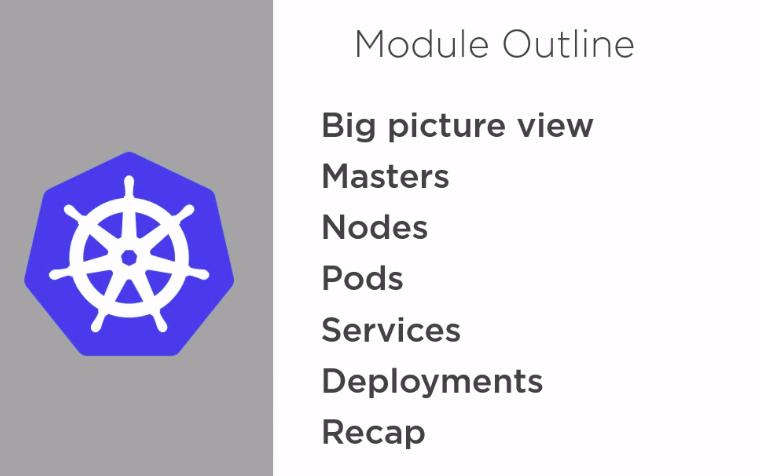 Module Outline
Big picture view
Masters
Nodes
Pods
Services
Deployments
Recap